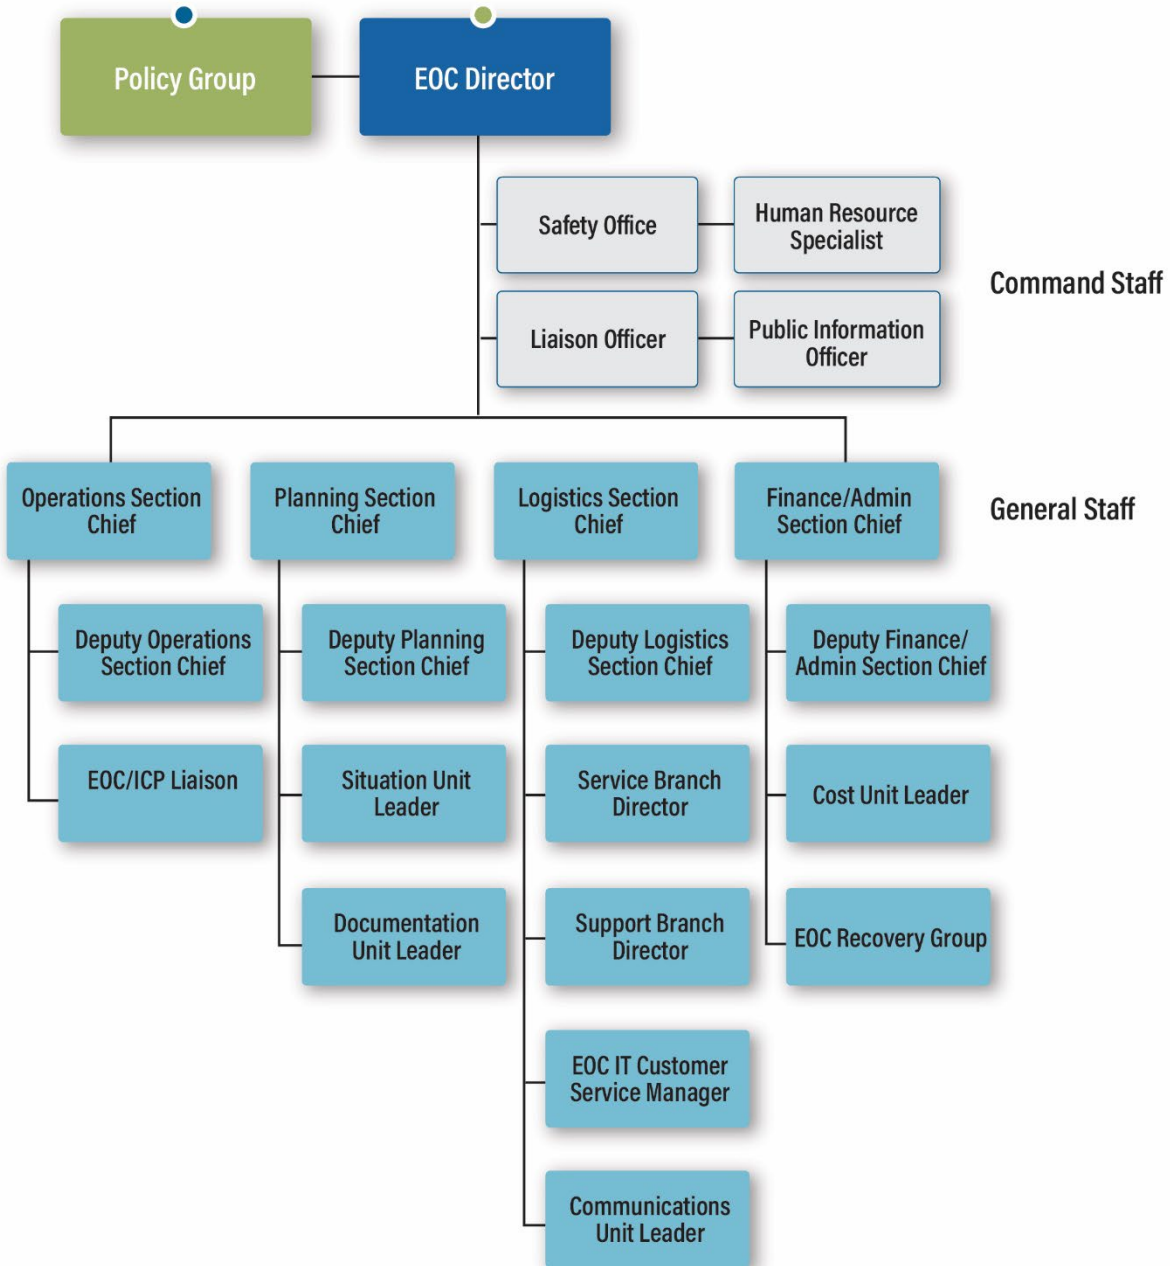 Policy Group
EOC Director
Safety Office
Human Resource
Specialist
Command Staff
Liaison Officer
Public Information
Officer
Operations Section
Chief
Planning Section
Chief
Logistics Section
Chief
Finance/Admin
Section Chief
General Staff
Deputy Operations
Section Chief
Deputy Planning
Section Chief
Deputy Logistics
Section Chief
Deputy Finance/
Admin Section Chief
EOC/ICP Liaison
Situation Unit
Leader
Service Branch
Director
Cost Unit Leader
Documentation
Unit Leader
Support Branch
Director
EOC Recovery Group
EOC IT Customer
Service Manager
Communications
Unit Leader